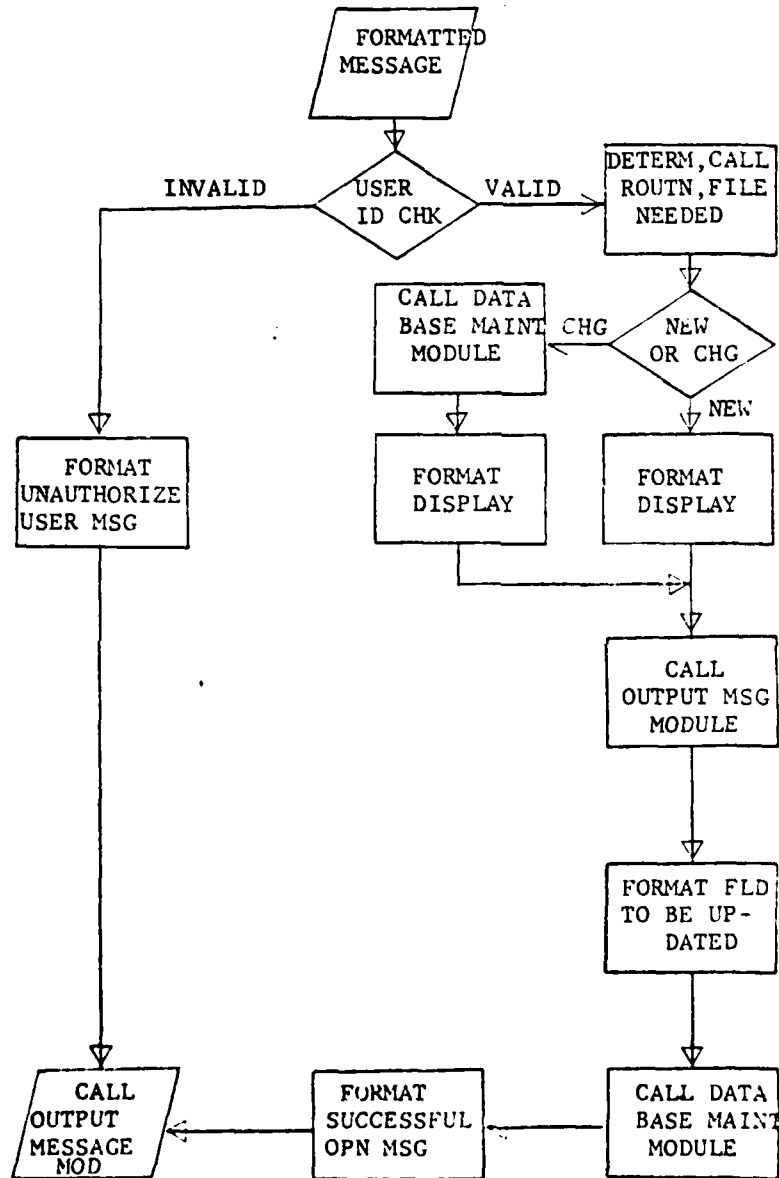 FORMATTED
MESSAGE
INVALID
USER
ID CHK
VALID
DETERM,CALL
ROUTN,FILE
NEEDED
CALL DATA
BASE MAINT
MODULE
CHG
NEW
OR CHG
NEW
FORMAT
UNAUTHORIZE
USER MSG
FORMAT
DISPLAY
FORMAT
DISPLAY
CALL
OUTPUT MSG
MODULE
FORMAT FLD
TO BE UP-
DATED
CALL
OUTPUT
MESSAGE
MOD
FORMAT
SUCCESSFUL
OPN MSG
CALL DATA
BASE MAINT
MODULE